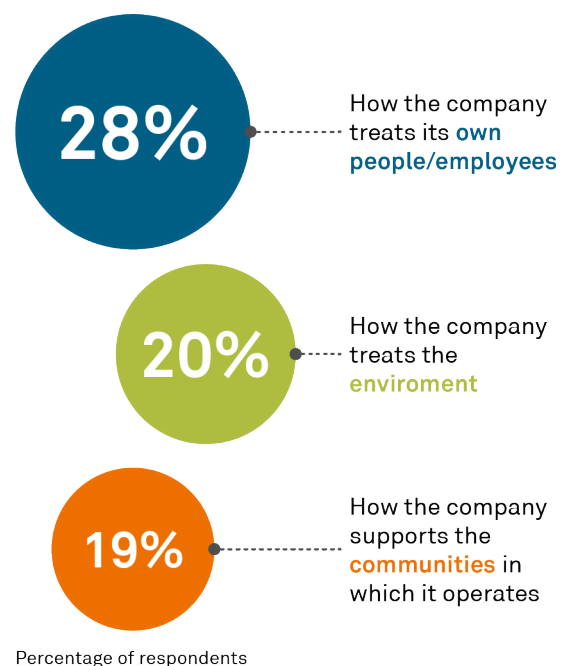 28%
How the company
treats its own
people/employees
20%
How the company
treats the
enviroment
19%
How the company
supports the
communities in
which it operates
Percentage of respondents